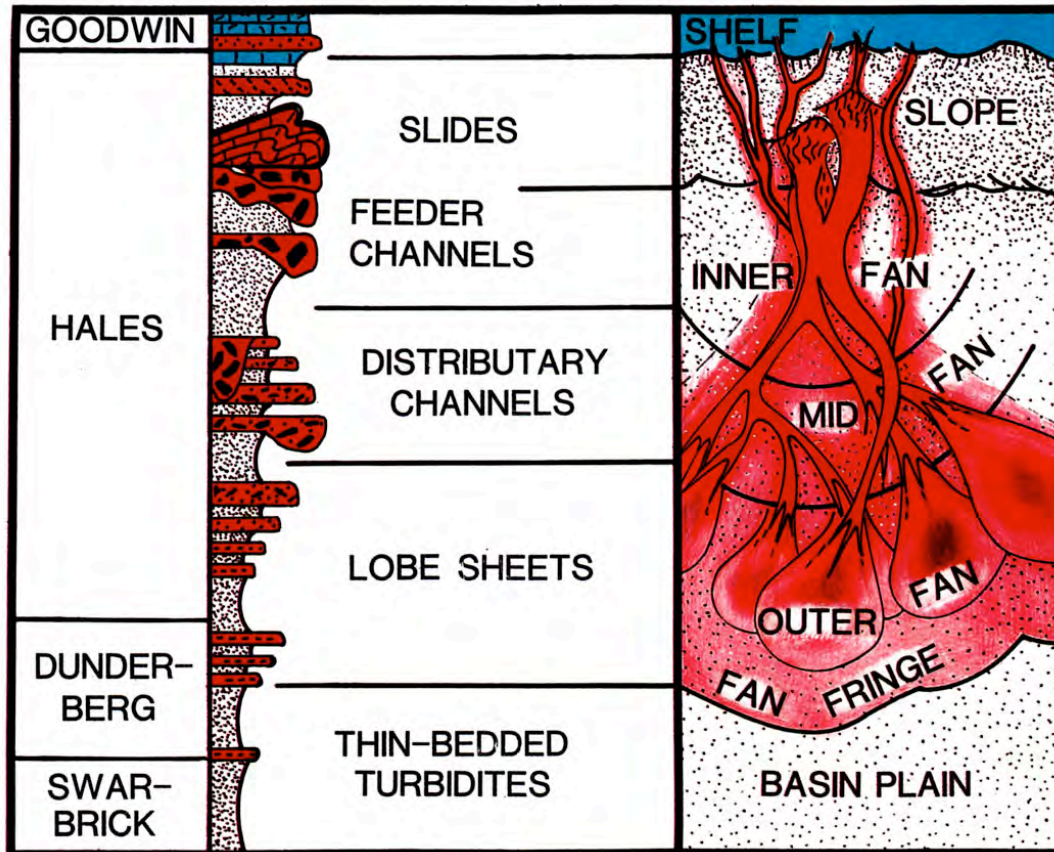 GOODWIN
HALES
DUNDER–
BERG
SWAR–
BRICK
SLIDES
FEEDER
CHANNELS
DISTRIBUTARY
CHANNELS
LOBE SHEETS
THIN–BEDDED
TURBIDITES
SHELF
SLOPE
INNER FAN
MID FAN
OUTER FAN
FAN FRINGE
BASIN PLAIN